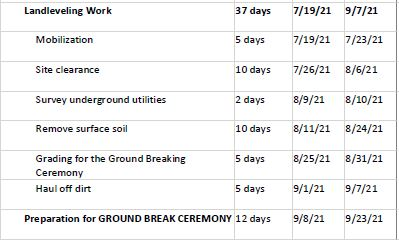 Landleveling Work 37 days 7/19/21 9/7/21
Mobilization 5 days 7/19/21 7/23/21
Site clearance 10 days 7/26/21 8/6/21
Survey underground utilities 2 days 8/9/21 8/10/21
Remove surface soil 10 days 8/11/21 8/24/21
Grading for the Ground Breaking 5 days 8/25/21 8/31/21
Ceremony
Haul off dirt 5 days 9/1/21 9/7/21
Preparation for GROUND BREAK CEREMONY 12 days 9/8/21 9/23/21